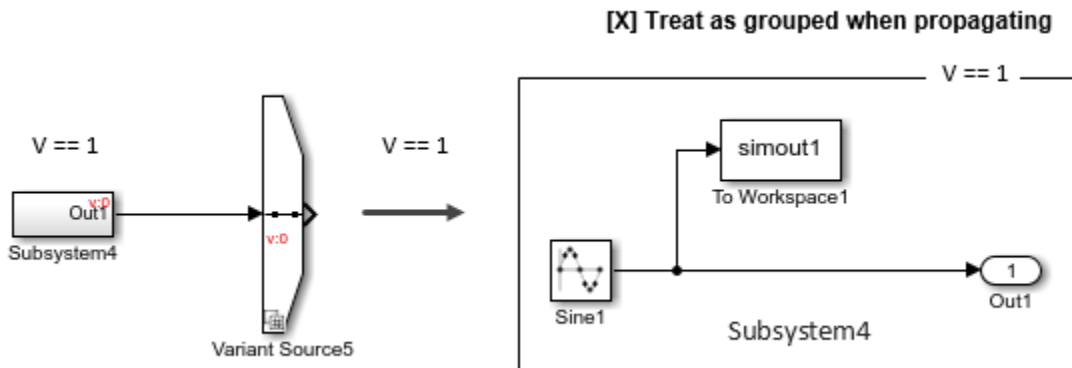 [X] Treat as grouped when propagating
V == 1
V == 1
V == 1
simout1
To Workspace1
v:0
Out1
Subsystem4
v:0
Variant Source5
Sine1
1
Out1
Subsystem4